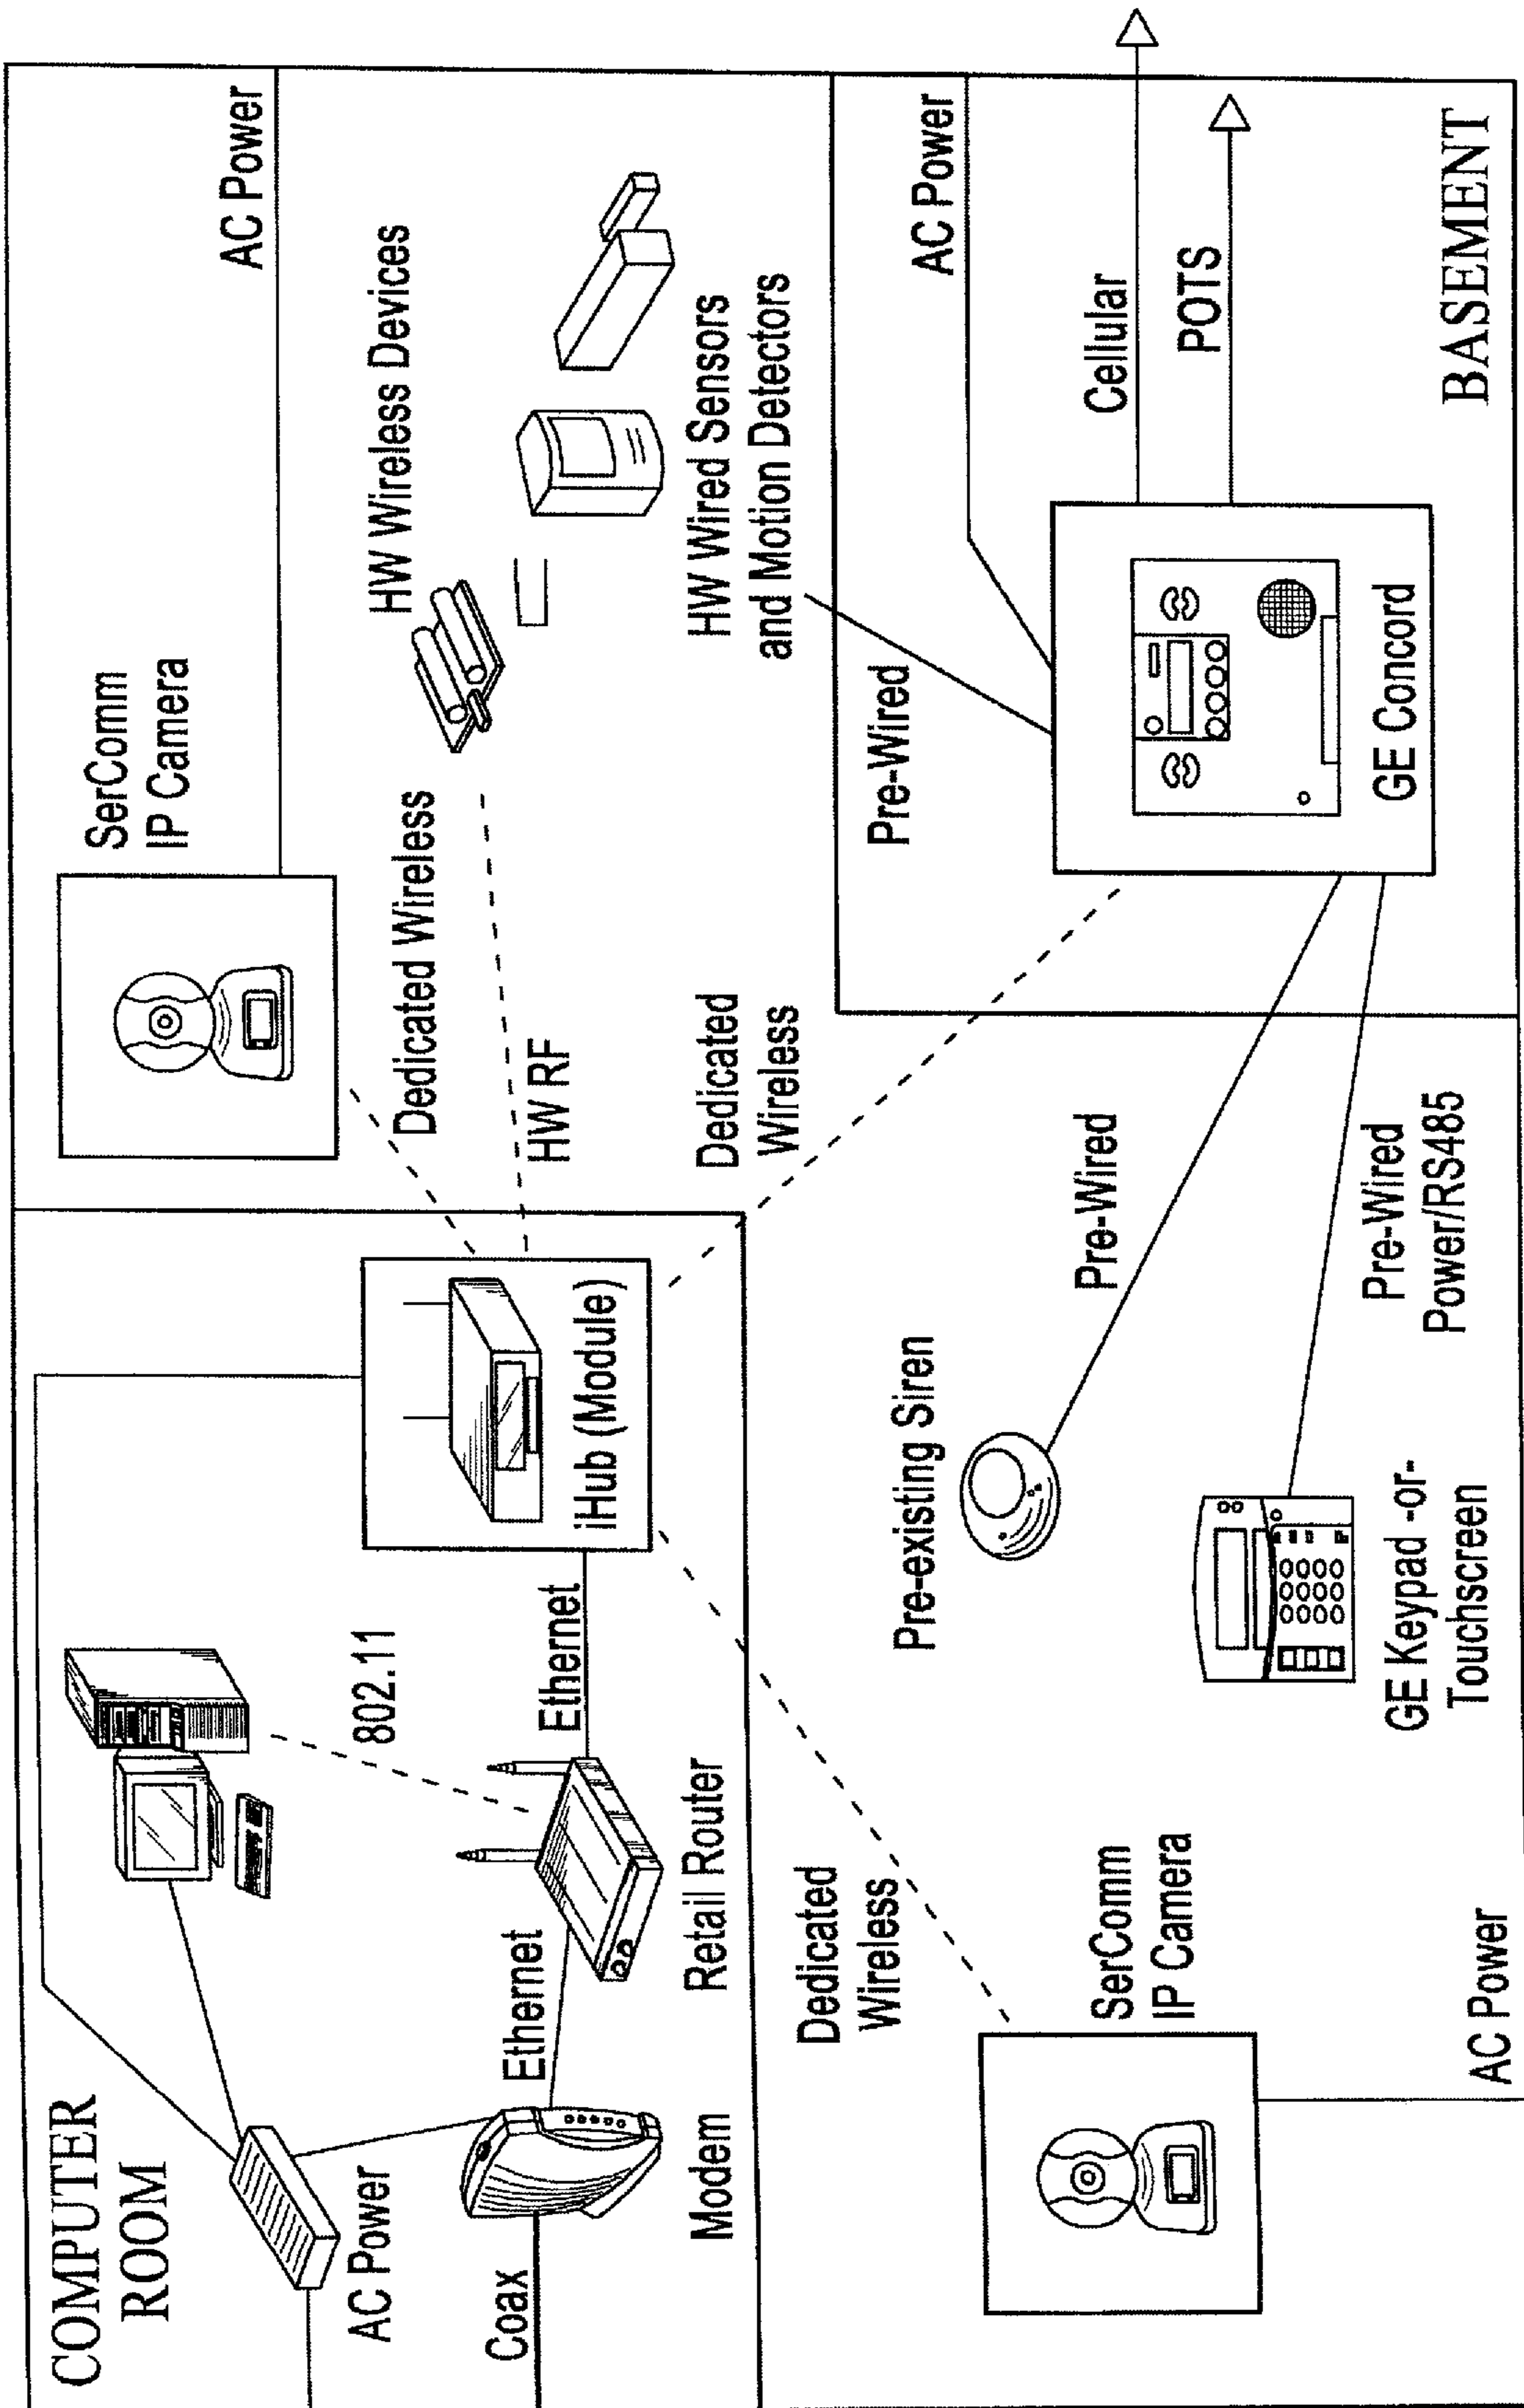 COMPUTER
ROOM
AC Power
Coax
Modem
Ethernet
Retail Router
802.11
Ethernet
iHub (Module)
SerComm
IP Camera
AC Power
Dedicated Wireless
HW RF
HW Wireless Devices
HW Wired Sensors
and Motion Detectors
Dedicated
Wireless
Dedicated
Wireless
SerComm
IP Camera
AC Power
Pre-existing Siren
Pre-Wired
GE Keypad -or-
Touchscreen
Pre-Wired
Power/RS485
Pre-Wired
AC Power
Cellular
POTS
GE Concord
BASEMENT